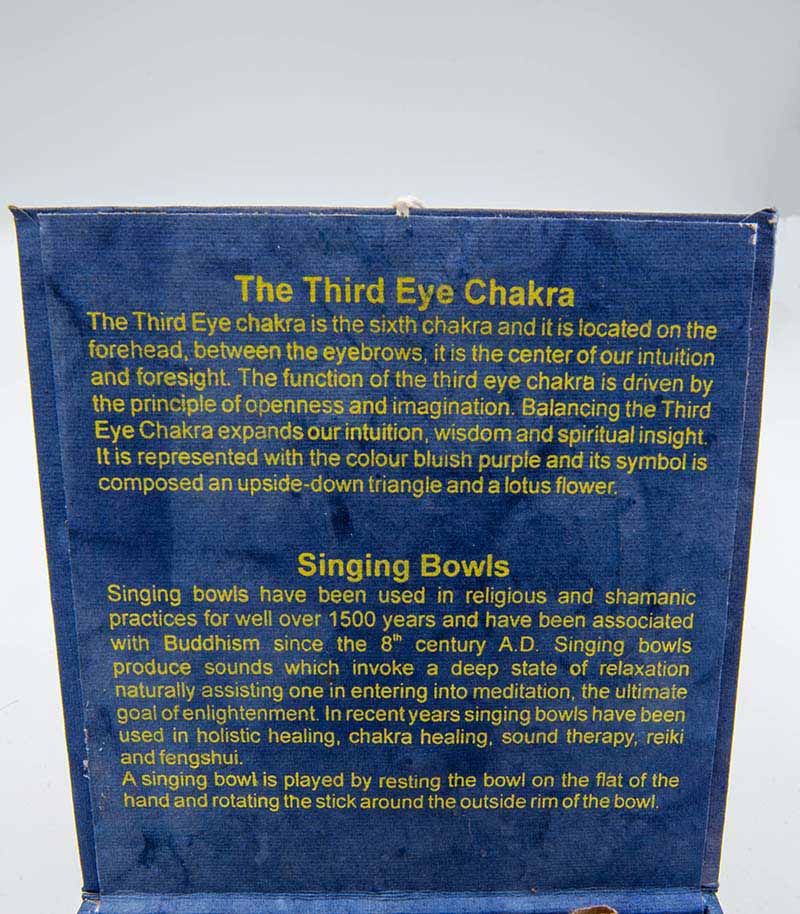 The Third Eye Chakra
The Third Eye chakra is the sixth chakra and it is located on the
forehead, between the eyebrows, it is the center of our intuition
and foresight. The function of the third eye chakra is driven by
the principle of openness and imagination. Balancing the Third
Eye Chakra expands our intuition, wisdom and spiritual insight.
It is represented with the colour bluish purple and its symbol is
composed an upside-down triangle and a lotus flower.
Singing Bowls
Singing bowls have been used in religious and shamanic
practices for well over 1500 years and have been associated
with Buddhism since the 8th century A.D. Singing bowls
produce sounds which invoke a deep state of relaxation
naturally assisting one in entering into meditation, the ultimate
goal of enlightenment. In recent years singing bowls have been
used in holistic healing, chakra healing, sound therapy, reiki
and fengshui.
A singing bowl is played by resting the bowl on the flat of the
hand and rotating the stick around the outside rim of the bowl.